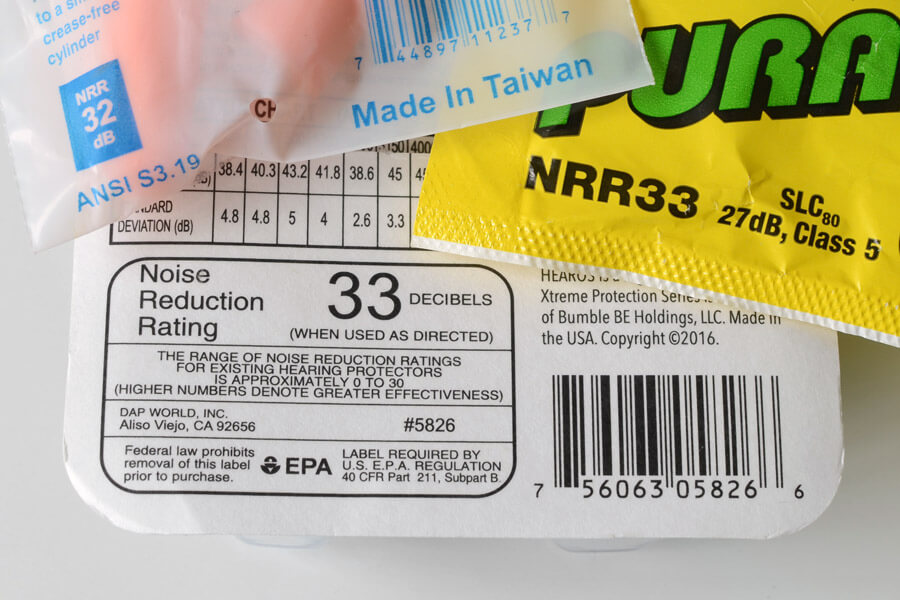 to a sm
crease-free
cylinder
NRR
32
dB
ANSI S3.19
CH
7 44897 11237 7
Made In Taiwan
PURA
NRR33
SLC80
27dB, Class 5
38.4 40.3 43.2 41.8 38.6 45
DEVIATION (dB) 4.8 4.8 5 4 2.6 3.3
Noise
Reduction
Rating
33 DECIBELS
(WHEN USED AS DIRECTED)
THE RANGE OF NOISE REDUCTION RATINGS
FOR EXISTING HEARING PROTECTORS
IS APPROXIMATELY 0 TO 30
(HIGHER NUMBERS DENOTE GREATER EFFECTIVENESS)
DAP WORLD, INC.
Aliso Viejo, CA 92656
#5826
Federal law prohibits
removal of this label
prior to purchase.
EPA
LABEL REQUIRED BY
U.S. E.P.A. REGULATION
40 CFR Part 211, Subpart B.
HEAROS is
Xtreme Protection Series
of Bumble BE Holdings, LLC. Made in
the USA. Copyright ©2016.
7 56063 05826 6